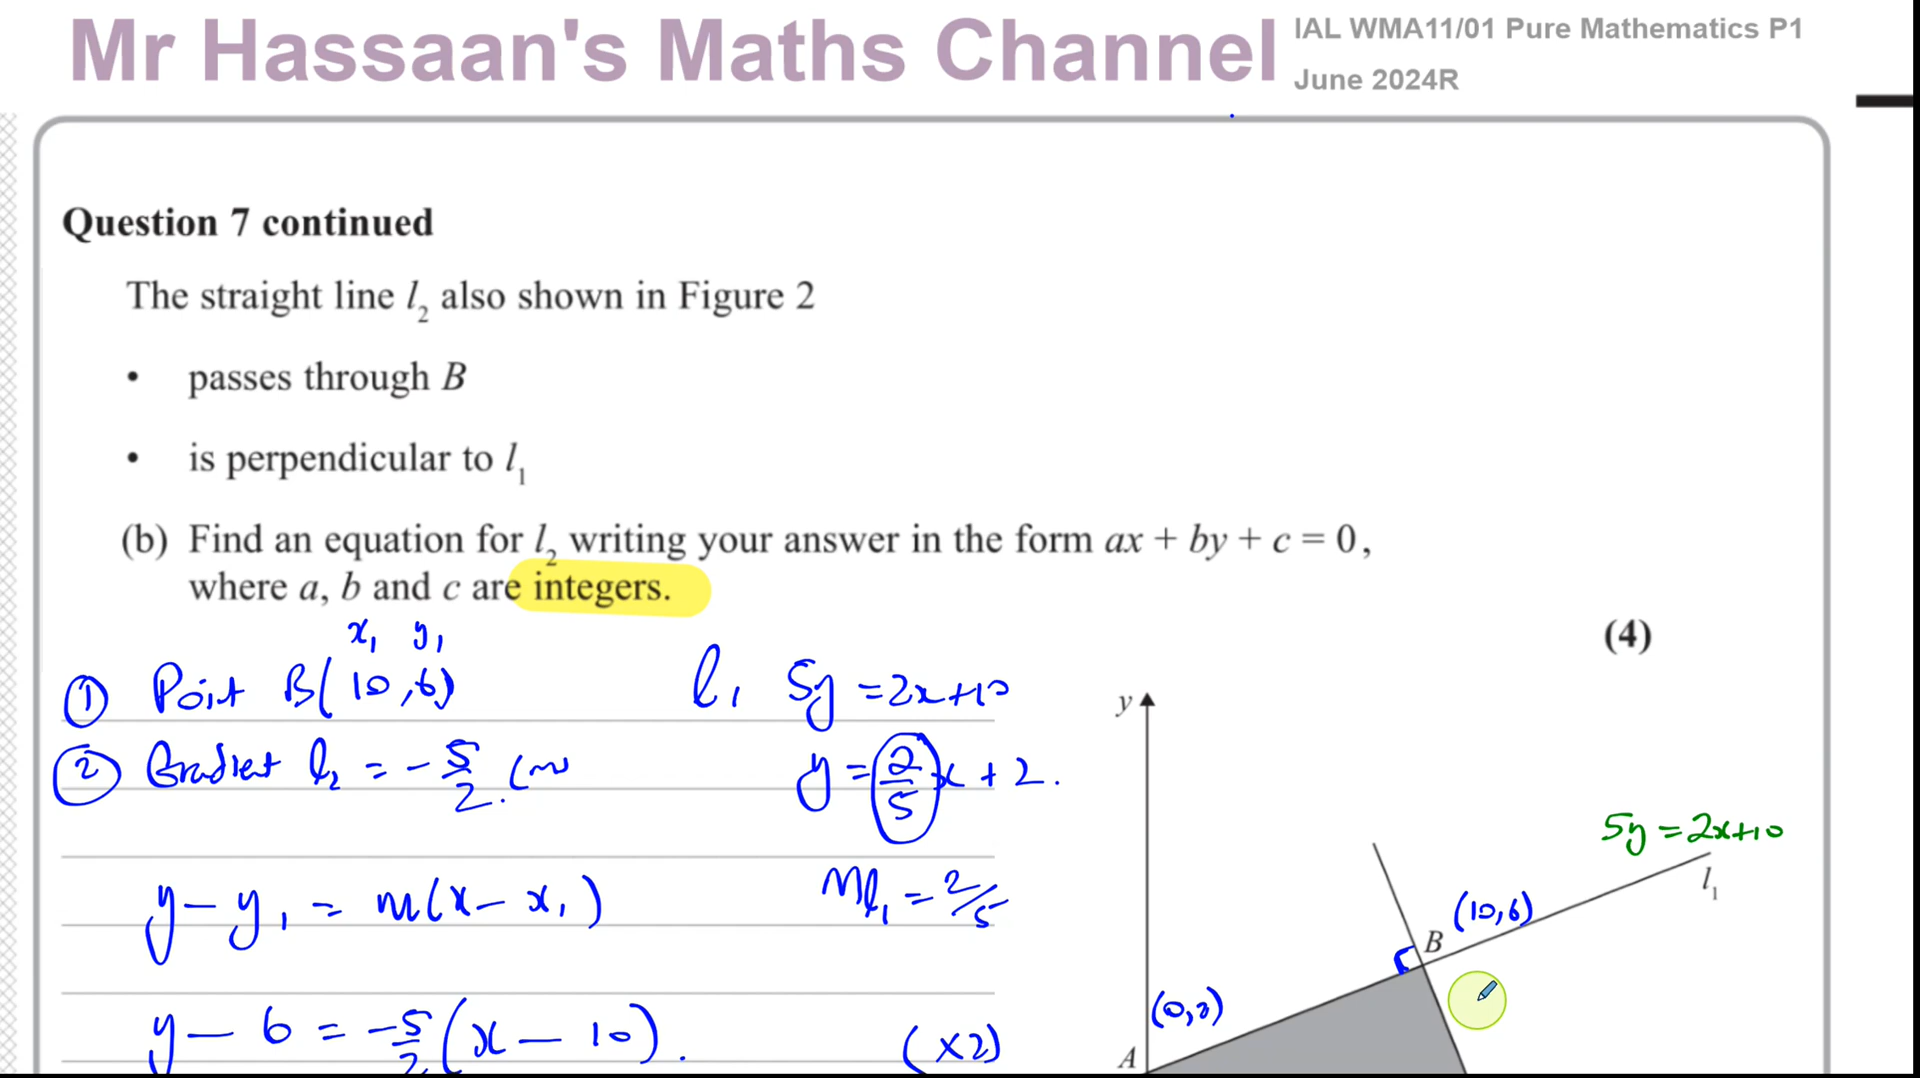 Mr Hassaan's Maths Channel
IAL WMA11/01 Pure Mathematics P1
June 2024R
Question 7 continued
The straight line l₂ also shown in Figure 2
• passes through B
• is perpendicular to l₁
(b) Find an equation for l₂ writing your answer in the form ax + by + c = 0,
where a, b and c are integers.
(4)
x₁ y₁
① Point B(10,6)
② Gradient l₂ = -5/2.
y - y₁ = m(x - x₁)
y - 6 = -5/2(x - 10).
(×2)
l₁ 5y = 2x+10
y = 2/5 x + 2.
Ml₁ = 2/5
y
5y = 2x+10
l₁
(10,6)
B
A